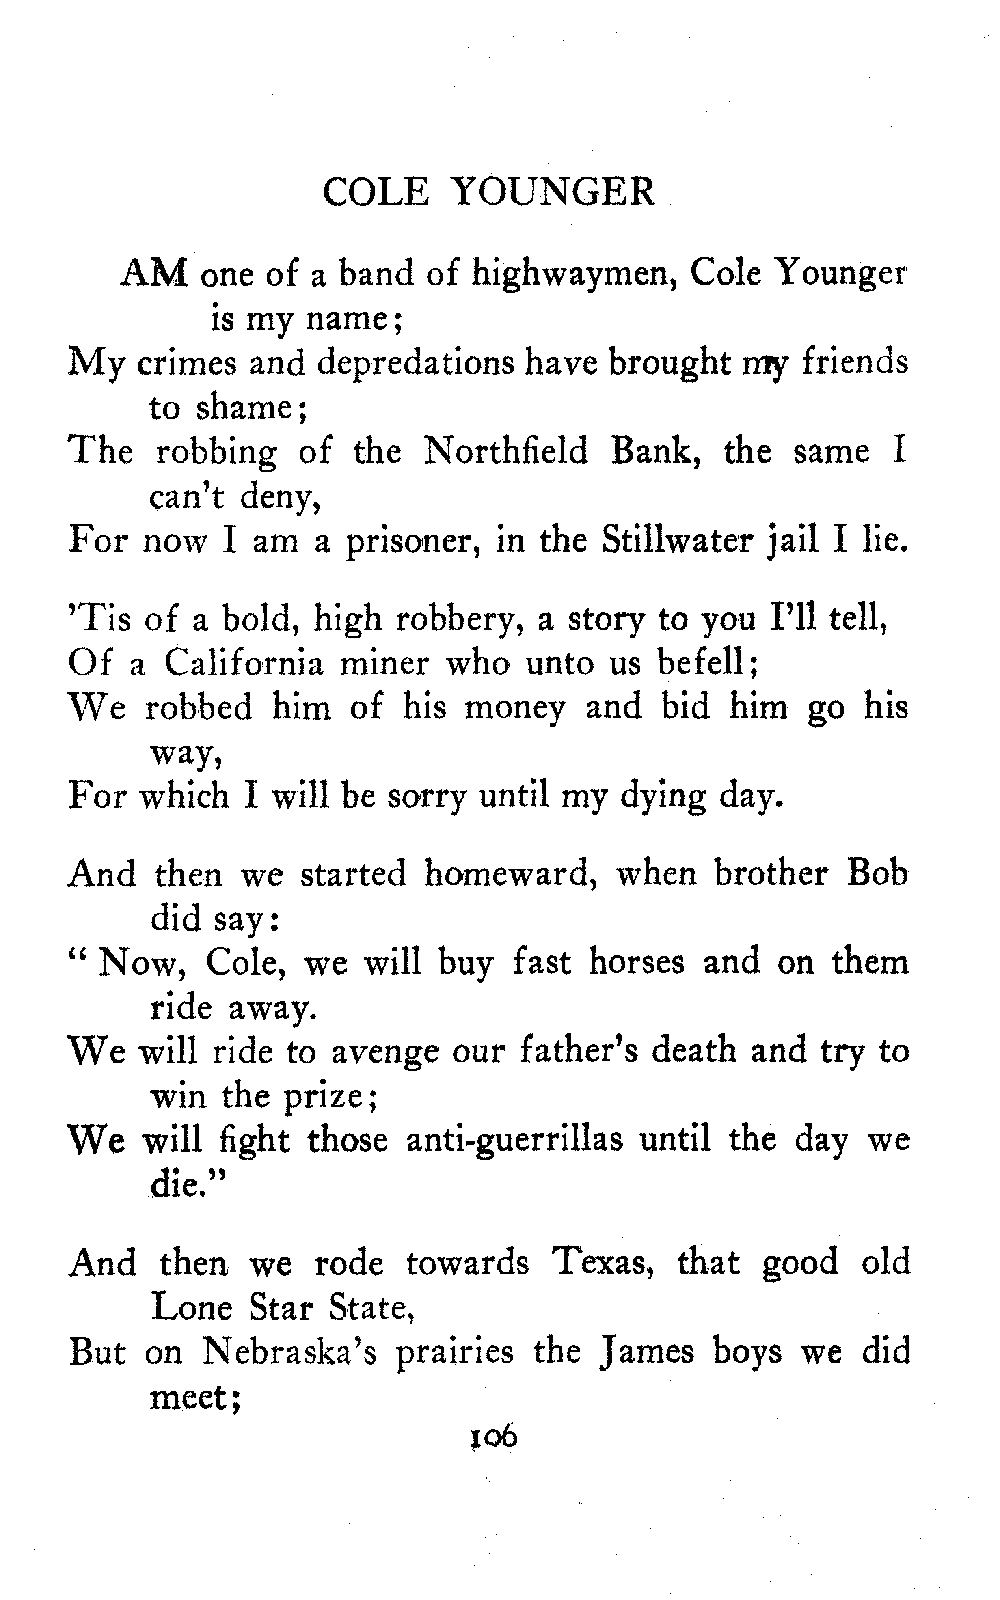 COLE YOUNGER
AM one of a band of highwaymen, Cole Younger
is my name;
My crimes and depredations have brought my friends
to shame;
The robbing of the Northfield Bank, the same I
can't deny,
For now I am a prisoner, in the Stillwater jail I lie.
'Tis of a bold, high robbery, a story to you I'll tell,
Of a California miner who unto us befell;
We robbed him of his money and bid him go his
way,
For which I will be sorry until my dying day.
And then we started homeward, when brother Bob
did say:
" Now, Cole, we will buy fast horses and on them
ride away.
We will ride to avenge our father's death and try to
win the prize;
We will fight those anti-guerrillas until the day we
die."
And then we rode towards Texas, that good old
Lone Star State,
But on Nebraska's prairies the James boys we did
meet;
106